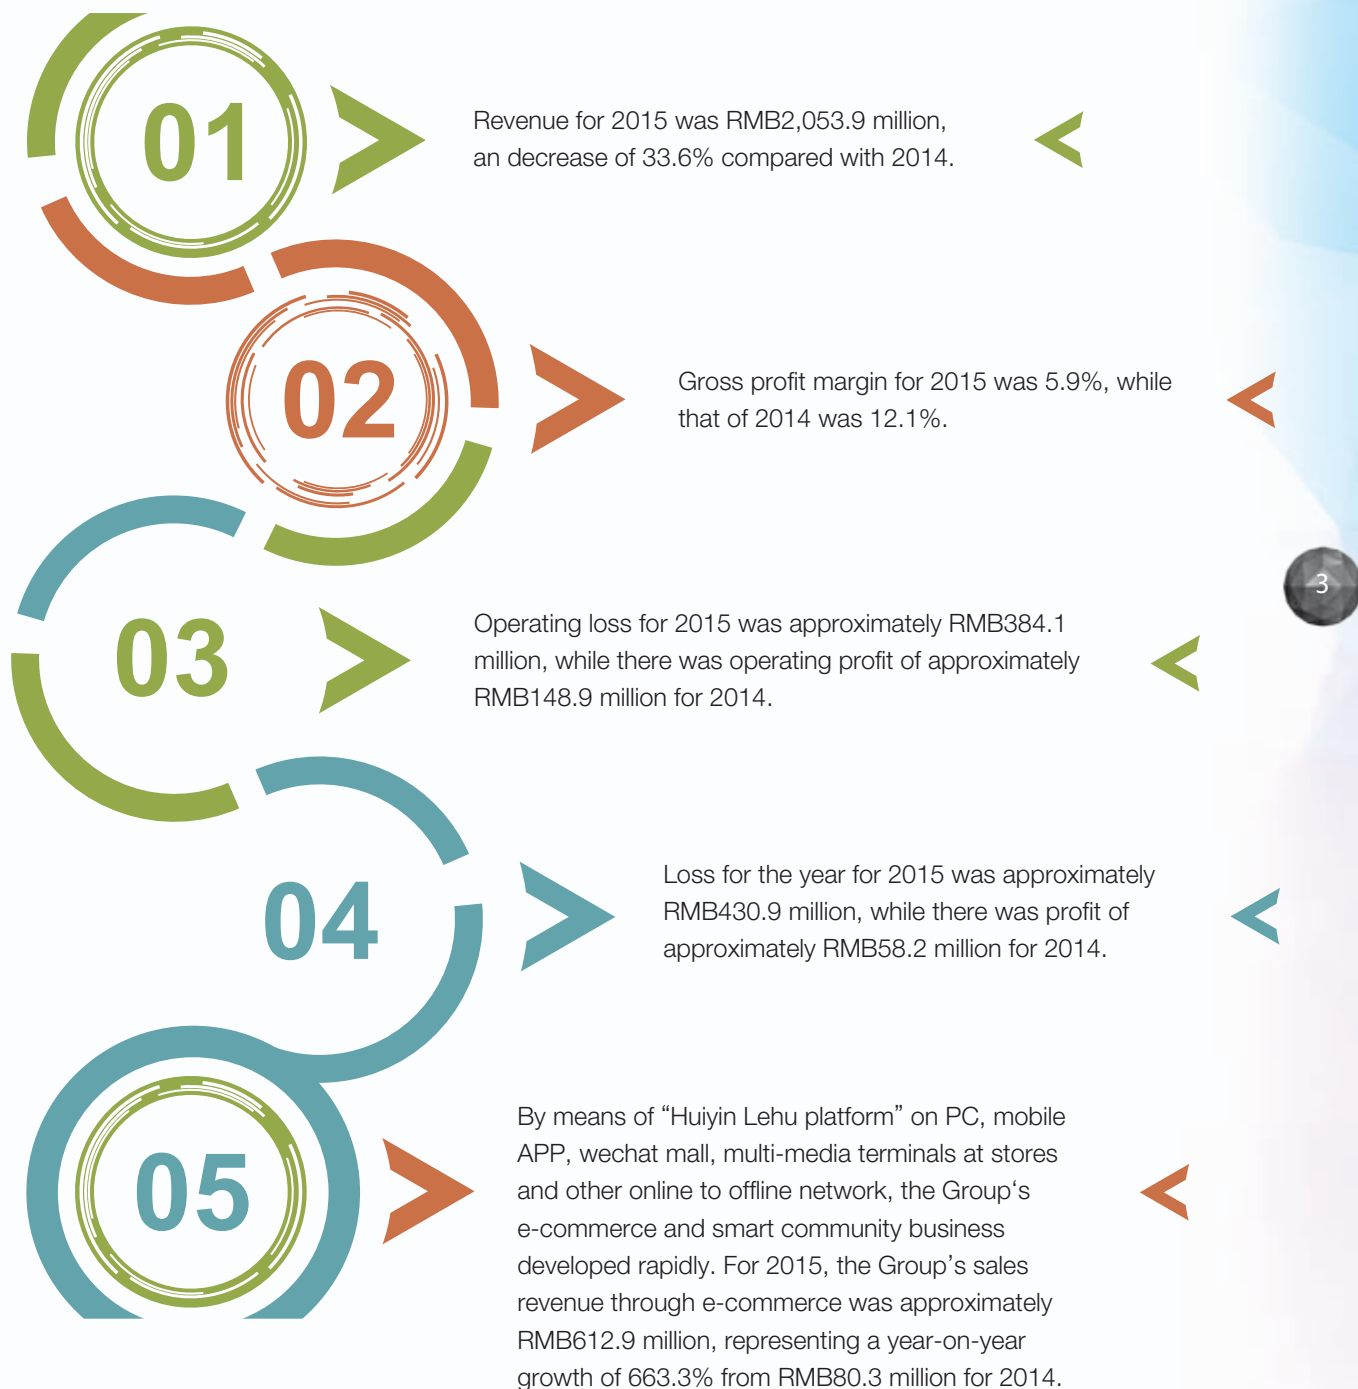 01
Revenue for 2015 was RMB2,053.9 million,
an decrease of 33.6% compared with 2014.
02
Gross profit margin for 2015 was 5.9%, while
that of 2014 was 12.1%.
3
03
Operating loss for 2015 was approximately RMB384.1
million, while there was operating profit of approximately
RMB148.9 million for 2014.
04
Loss for the year for 2015 was approximately
RMB430.9 million, while there was profit of
approximately RMB58.2 million for 2014.
05
By means of “Huiyin Lehu platform” on PC, mobile
APP, wechat mall, multi-media terminals at stores
and other online to offline network, the Group‘s
e-commerce and smart community business
developed rapidly. For 2015, the Group’s sales
revenue through e-commerce was approximately
RMB612.9 million, representing a year-on-year
growth of 663.3% from RMB80.3 million for 2014.